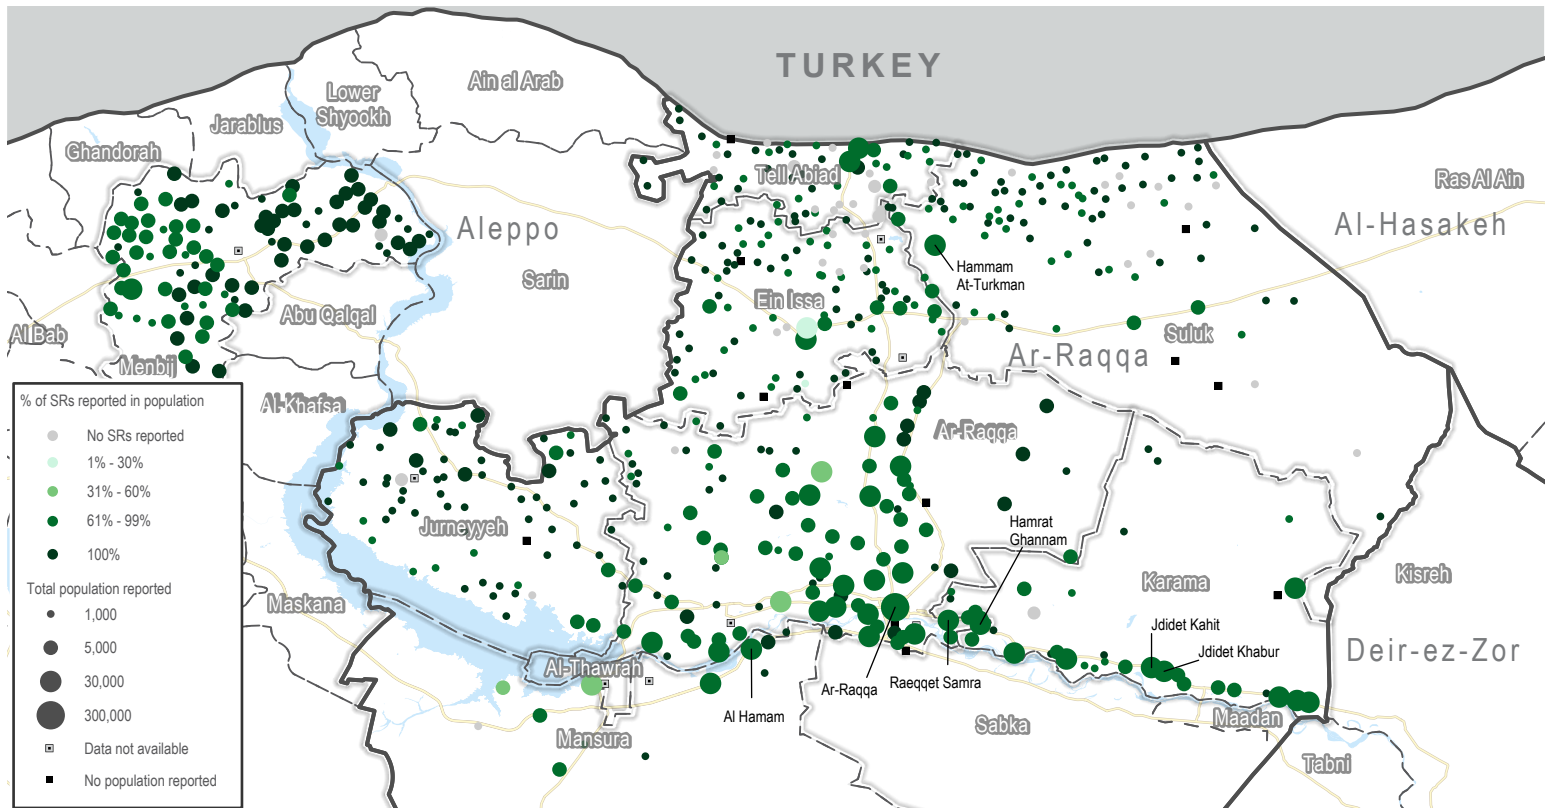 TURKEY
Ain al Arab
Lower
Shyookh
Jarablus
Ghandorah
Tell Abiad
Ras Al Ain
Aleppo
Al-Hasakeh
Sarin
Hammam
At-Turkman
Ein Issa
Abu Qalqal
Al Bab
Suluk
Ar-Raqqa
Menbij
Al-Khafsa
Ar-Raqqa
Jurneyyeh
Hamrat
Ghannam
Karama
Kisreh
Maskana
Jdidet Kahit
Jdidet Khabur
Deir-ez-Zor
Al-Thawrah
Ar-Raqqa
Raeqqet Samra
Al Hamam
Sabka
Maadan
Mansura
Tabni
% of SRs reported in population
No SRs reported
1% - 30%
31% - 60%
61% - 99%
100%
Total population reported
1,000
5,000
30,000
300,000
Data not available
No population reported